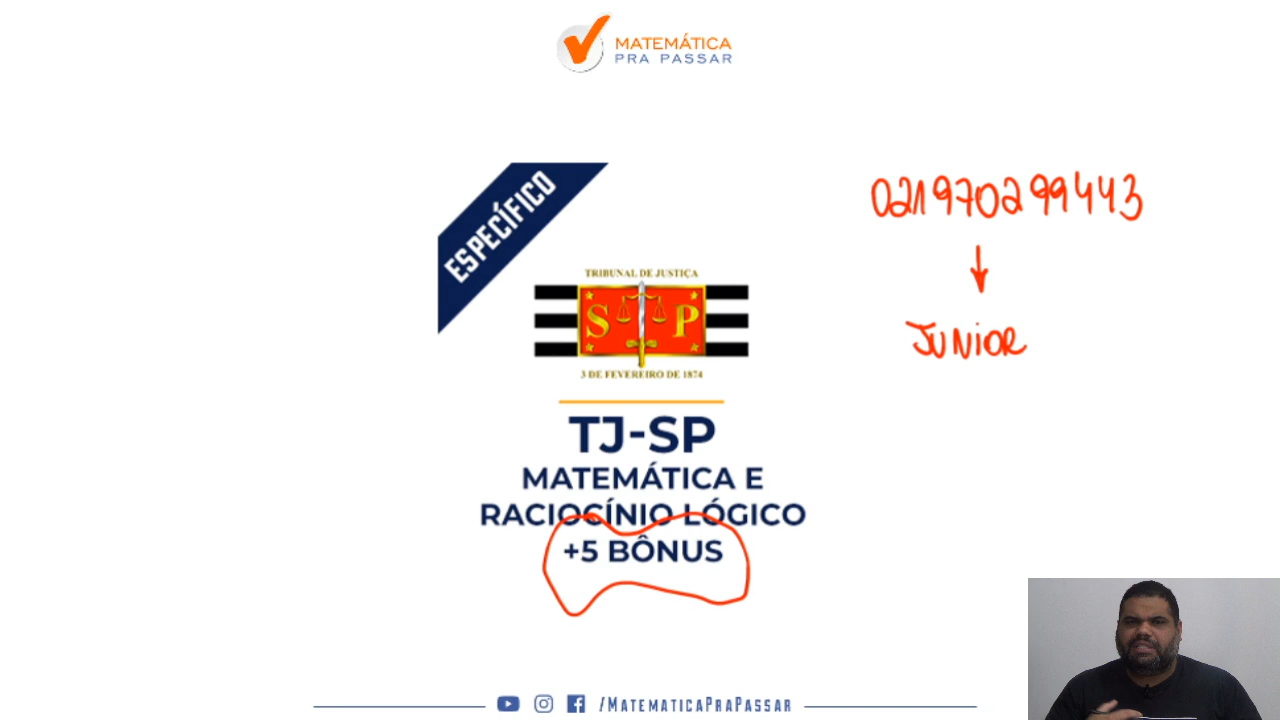 MATEMÁTICA
PRA PASSAR
ESPECÍFICO
021970299443
JUNIOR
TRIBUNAL DE JUSTIÇA
S P
3 DE FEVEREIRO DE 1874
TJ-SP
MATEMÁTICA E
RACIOCÍNIO LÓGICO
+5 BÔNUS
/MATEMATICAPRAPASSAR